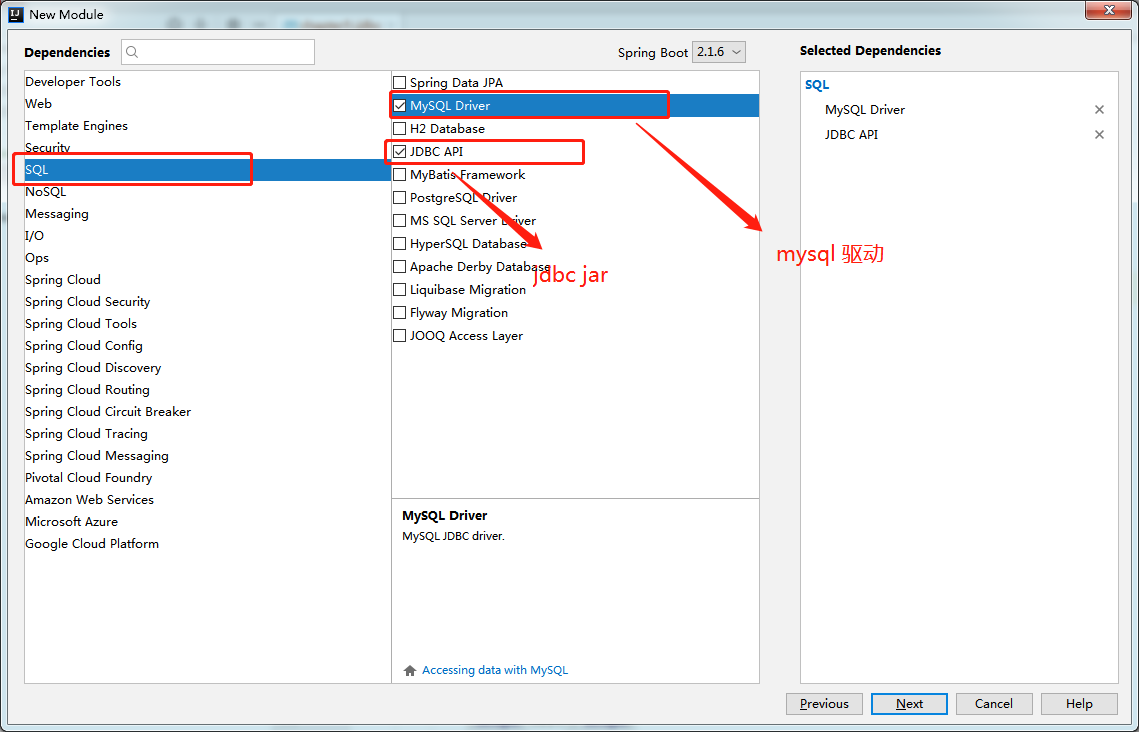 New Module
Dependencies
Spring Boot 2.1.6
Selected Dependencies
Developer Tools
Web
Template Engines
Security
SQL
NoSQL
Messaging
I/O
Ops
Spring Cloud
Spring Cloud Security
Spring Cloud Tools
Spring Cloud Config
Spring Cloud Discovery
Spring Cloud Routing
Spring Cloud Circuit Breaker
Spring Cloud Tracing
Spring Cloud Messaging
Pivotal Cloud Foundry
Amazon Web Services
Microsoft Azure
Google Cloud Platform
Spring Data JPA
MySQL Driver
H2 Database
JDBC API
MyBatis Framework
PostgreSQL Driver
MS SQL Server Driver
HyperSQL Database
Apache Derby Database
Liquibase Migration
Flyway Migration
JOOQ Access Layer
jdbc jar
mysql 驱动
MySQL Driver
MySQL JDBC driver.
Accessing data with MySQL
SQL
MySQL Driver
JDBC API
Previous
Next
Cancel
Help